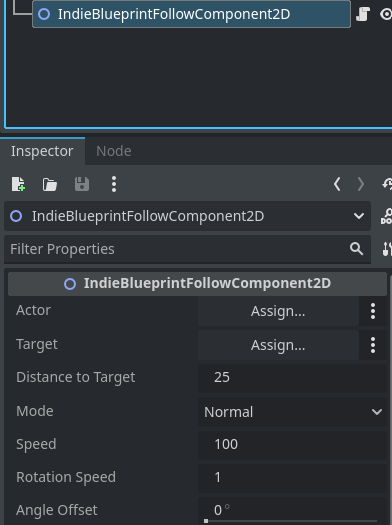 IndieBlueprintFollowComponent2D
Inspector Node
IndieBlueprintFollowComponent2D
Filter Properties
IndieBlueprintFollowComponent2D
Actor Assign...
Target Assign...
Distance to Target 25
Mode Normal
Speed 100
Rotation Speed 1
Angle Offset 0 °